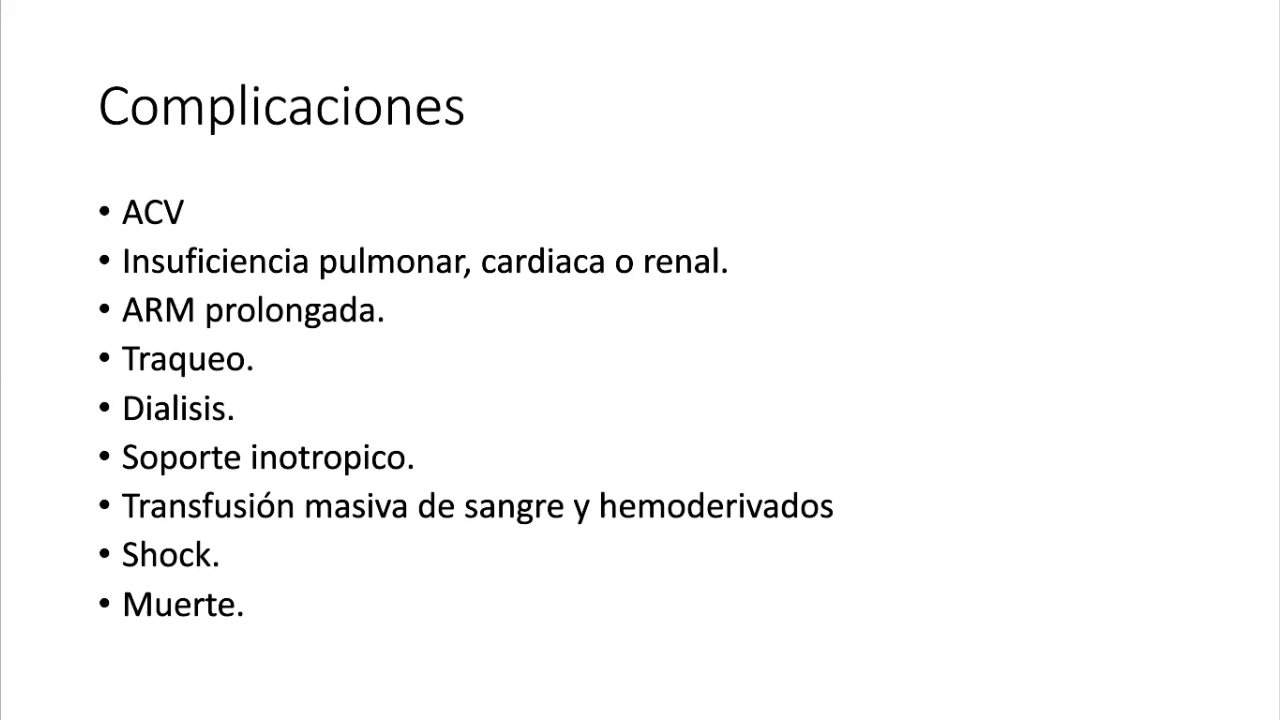 Complicaciones
• ACV
• Insuficiencia pulmonar, cardiaca o renal.
• ARM prolongada.
• Traqueo.
• Dialisis.
• Soporte inotropico.
• Transfusión masiva de sangre y hemoderivados
• Shock.
• Muerte.